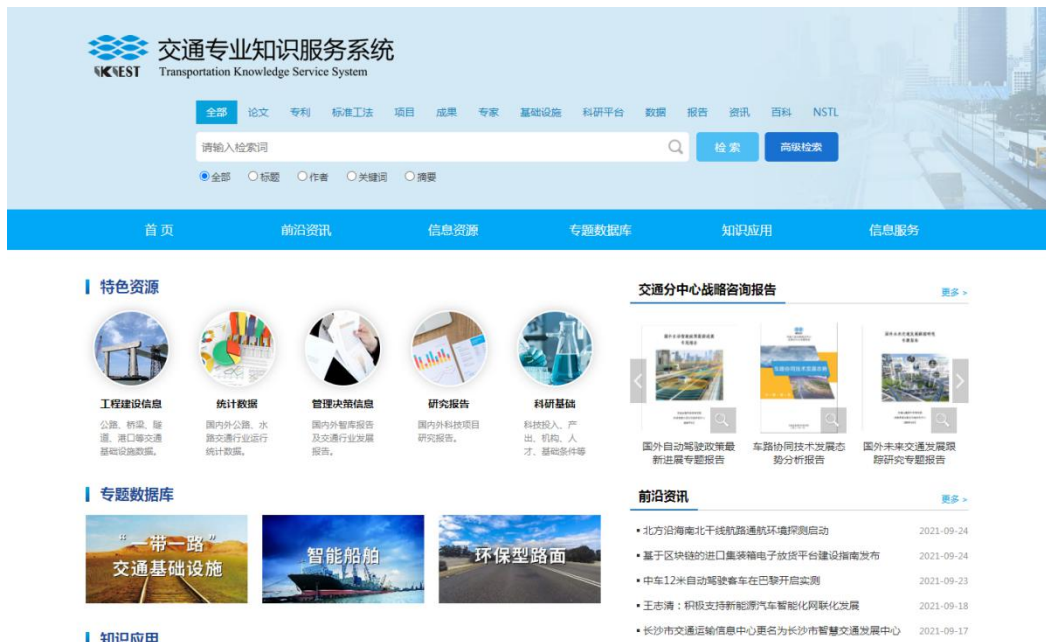 IKCEST
交通专业知识服务系统
Transportation Knowledge Service System
全部 论文 专利 标准工法 项目 成果 专家 基础设施 科研平台 数据 报告 资讯 百科 NSTL
请输入检索词 检 索 高级检索
全部 标题 作者 关键词 摘要
首 页 前沿资讯 信息资源 专题数据库 知识应用 信息服务
特色资源
工程建设信息
公路、桥梁、隧
道、港口等交通
基础设施数据。
统计数据
国内外公路、水
路交通行业运行
统计数据。
管理决策信息
国内外智库报告
及交通行业发展
报告。
研究报告
国内外科技项目
研究报告。
科研基础
科技投入、产
出、机构、人
才、基础条件等
交通分中心战略咨询报告 更多 >
国外自动驾驶政策最
新进展专题报告
车路协同技术发展态
势分析报告
国外未来交通发展跟
踪研究专题报告
专题数据库
“一带一路”
交通基础设施
智能船舶
环保型路面
前沿资讯 更多 >
▪ 北方沿海南北干线航路通航环境探测启动 2021-09-24
▪ 基于区块链的进口集装箱电子放货平台建设指南发布 2021-09-24
▪ 中车12米自动驾驶客车在巴黎开启实测 2021-09-23
▪ 王志清：积极支持新能源汽车智能化网联化发展 2021-09-18
▪ 长沙市交通运输信息中心更名为长沙市智慧交通发展中心 2021-09-17
知识应用